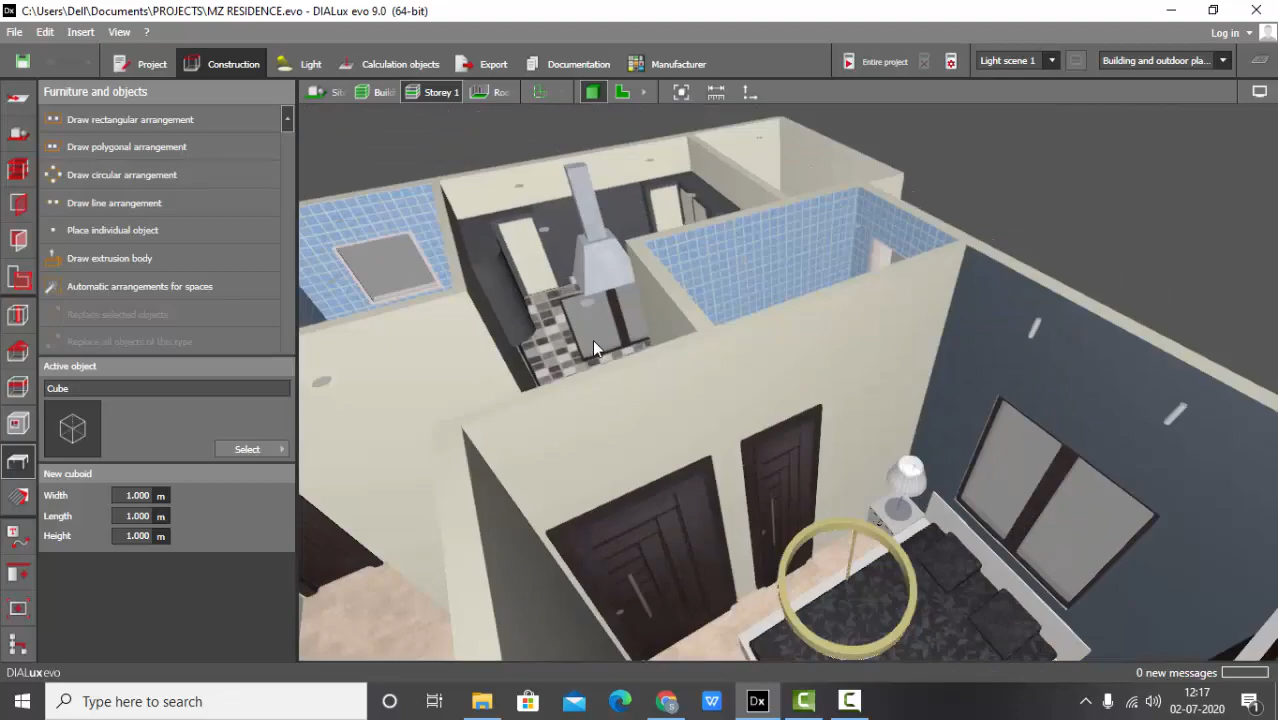 C:\Users\Dell\Documents\PROJECTS\MZ RESIDENCE.evo - DIALux evo 9.0 (64-bit)
File Edit Insert View ?
Log in
Project Construction Light Calculation objects Export Documentation Manufacturer Entire project Light scene 1 Building and outdoor pla...
Furniture and objects
Sit Build Storey 1 Roo
Draw rectangular arrangement
Draw polygonal arrangement
Draw circular arrangement
Draw line arrangement
Place individual object
Draw extrusion body
Automatic arrangements for spaces
Replace selected objects
Replace all objects of this type
Active object
Cube
Select
New cuboid
Width 1.000 m
Length 1.000 m
Height 1.000 m
DIALux evo
0 new messages
Type here to search
12:17
02-07-2020
1